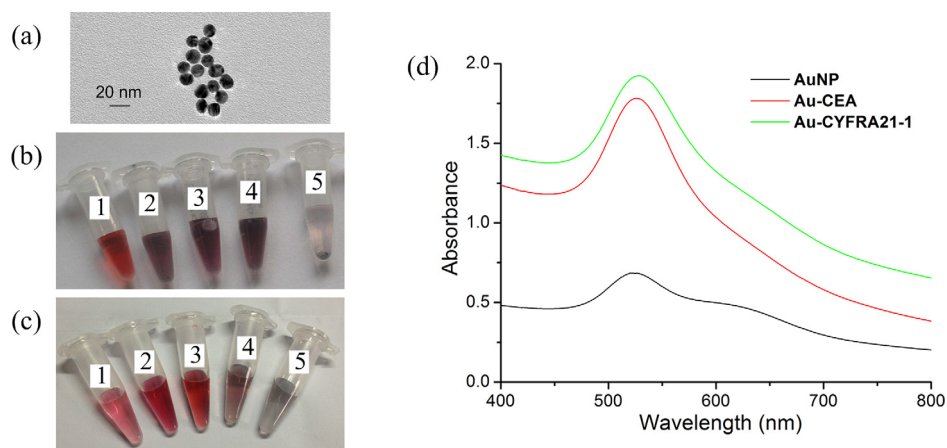 (a)
20 nm
(b)
1 2 3 4 5
(c)
1 2 3 4 5
(d)
AuNP
Au-CEA
Au-CYFRA21-1
2.0
1.5
1.0
0.5
0.0
Absorbance
400 500 600 700 800
Wavelength (nm)